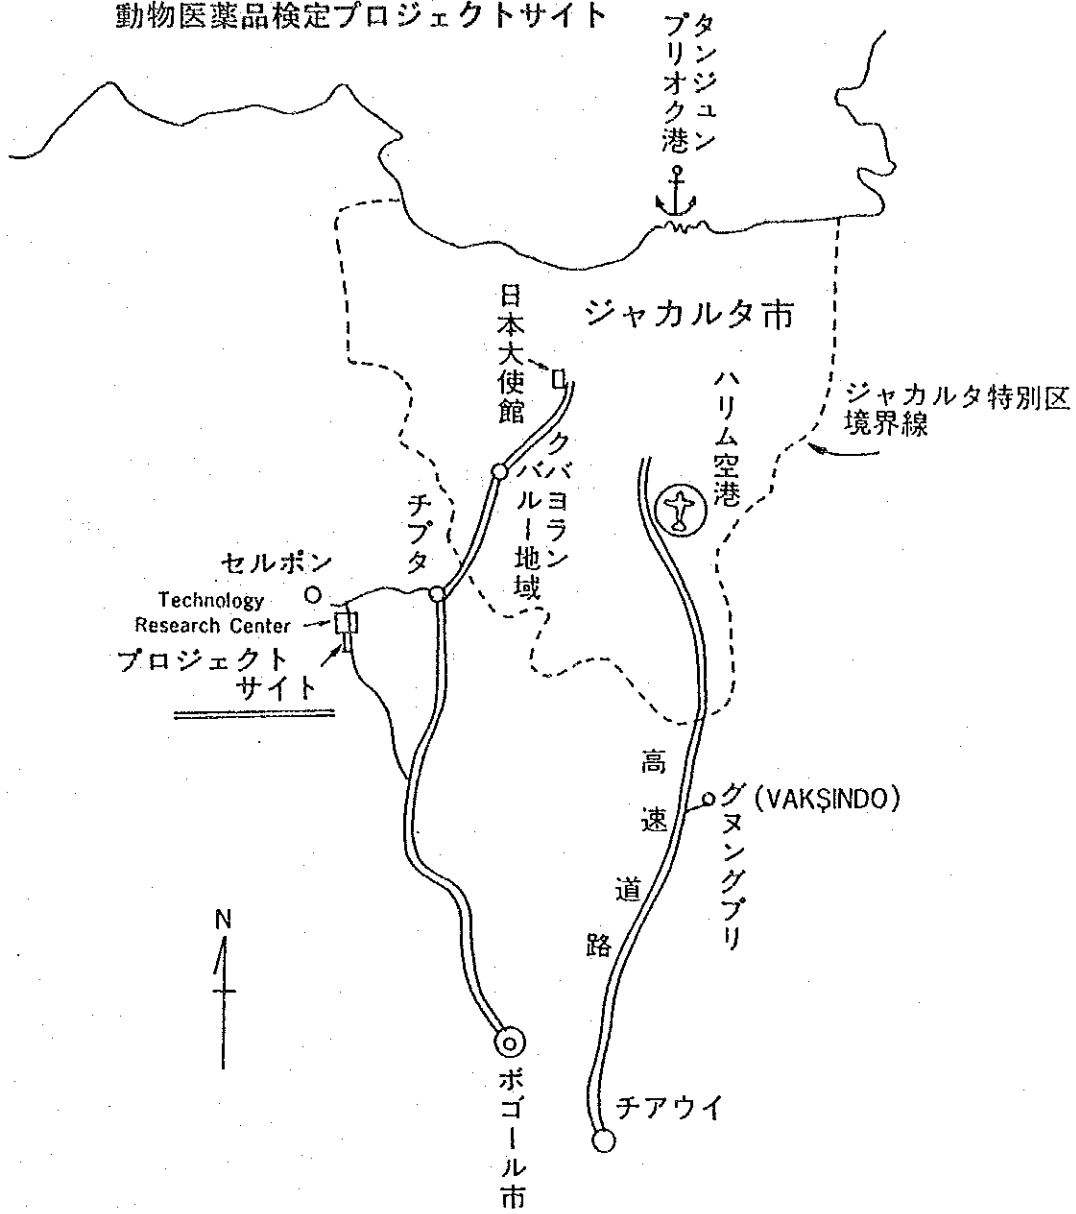 動物医薬品検定プロジェクトサイト
タンジュン
プリオク港
日本大使館
ジャカルタ市
ハリム空港
ジャカルタ特別区
境界線
クバヨラン
バルー地域
チプタ
セルポン
Technology
Research Center
プロジェクト
サイト
高速道路
グヌングプリ
(VAKSINDO)
N
ボゴール市
チアウイ